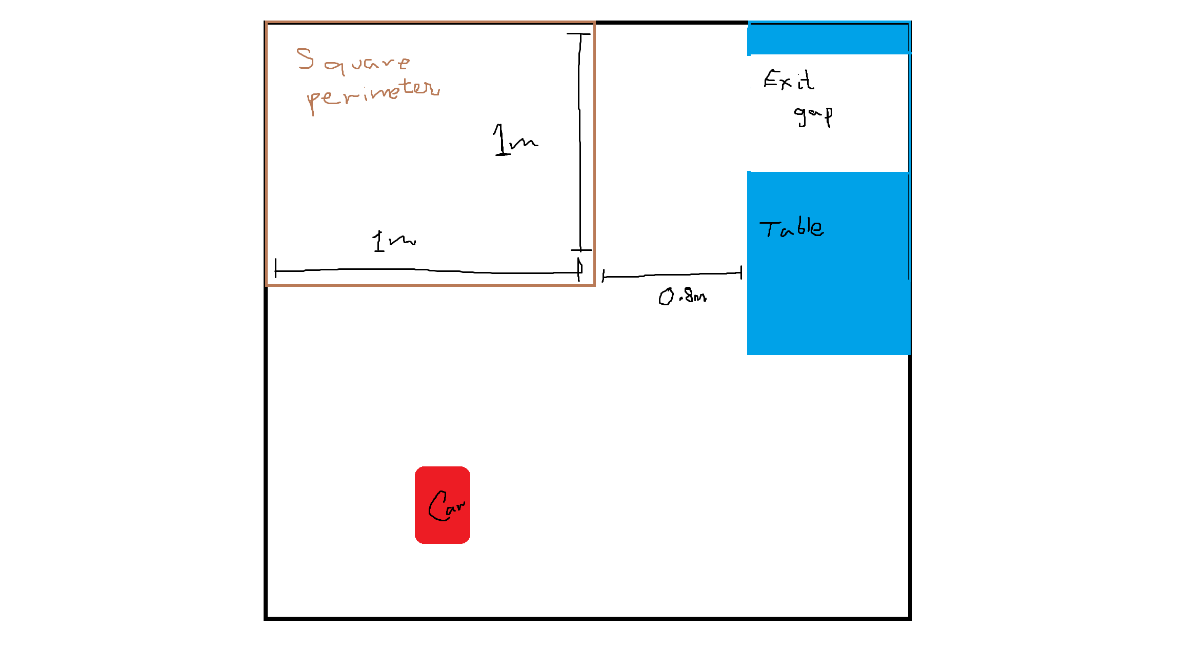 Square
perimeter
1m
1m
0.8m
Exit
gap
Table
Car